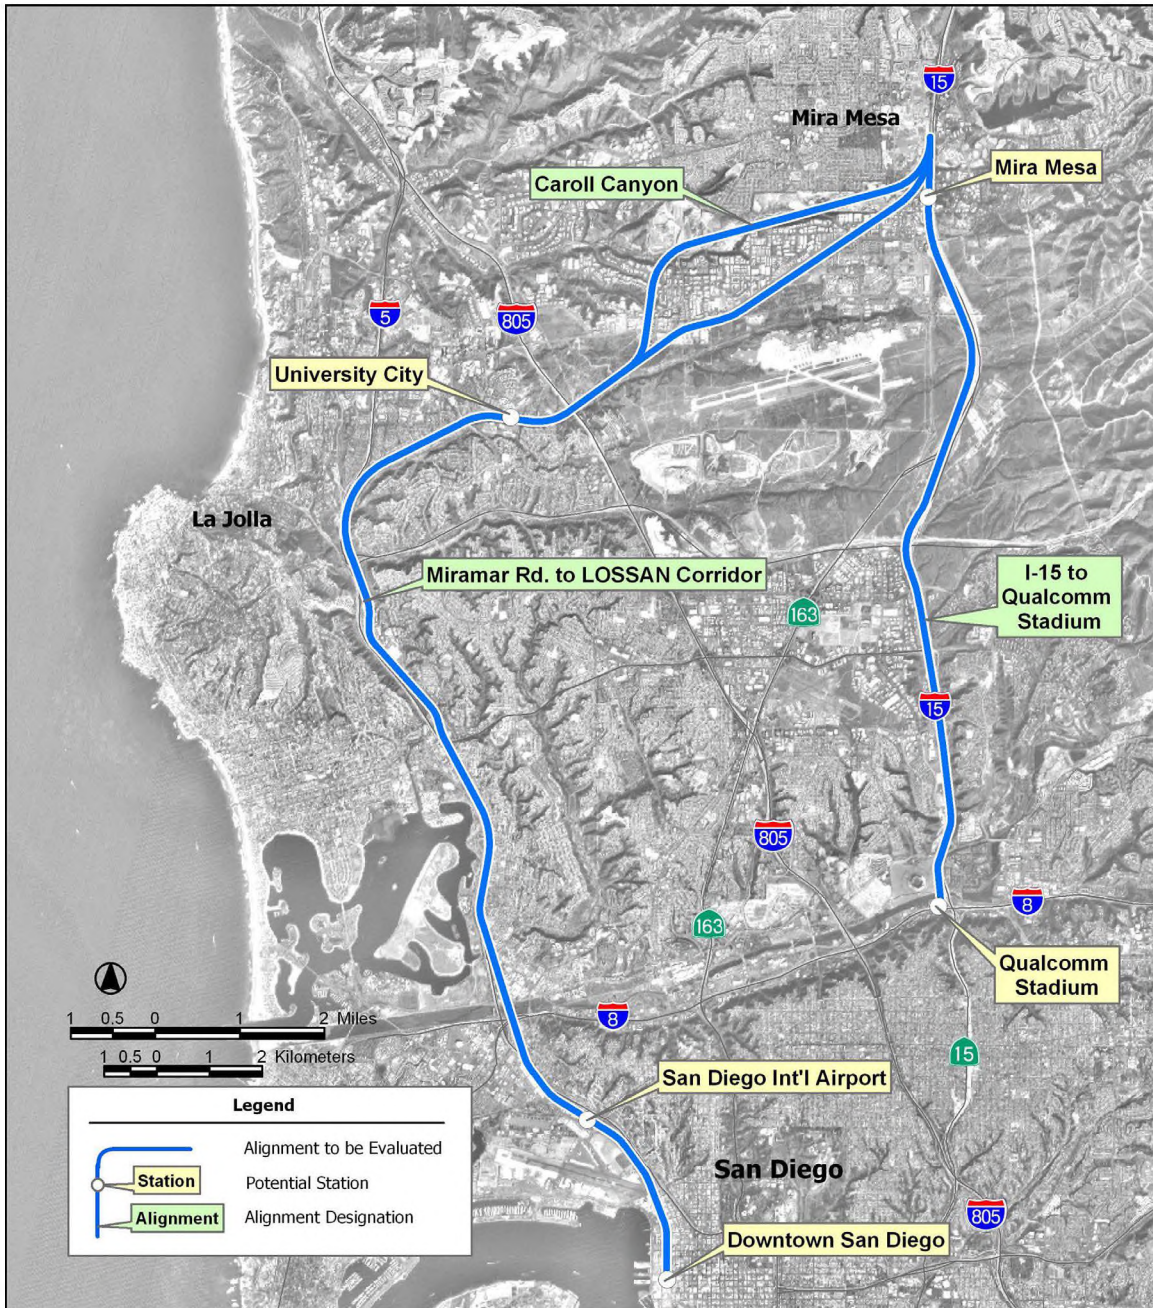 15
Mira Mesa
Mira Mesa
Caroll Canyon
5
805
University City
La Jolla
Miramar Rd. to LOSSAN Corridor
I-15 to
Qualcomm
Stadium
163
15
805
8
163
Qualcomm
Stadium
1 0.5 0 1 2 Miles
8
1 0.5 0 1 2 Kilometers
15
San Diego Int'l Airport
Legend
Alignment to be Evaluated
Station
Potential Station
Alignment
Alignment Designation
San Diego
805
Downtown San Diego